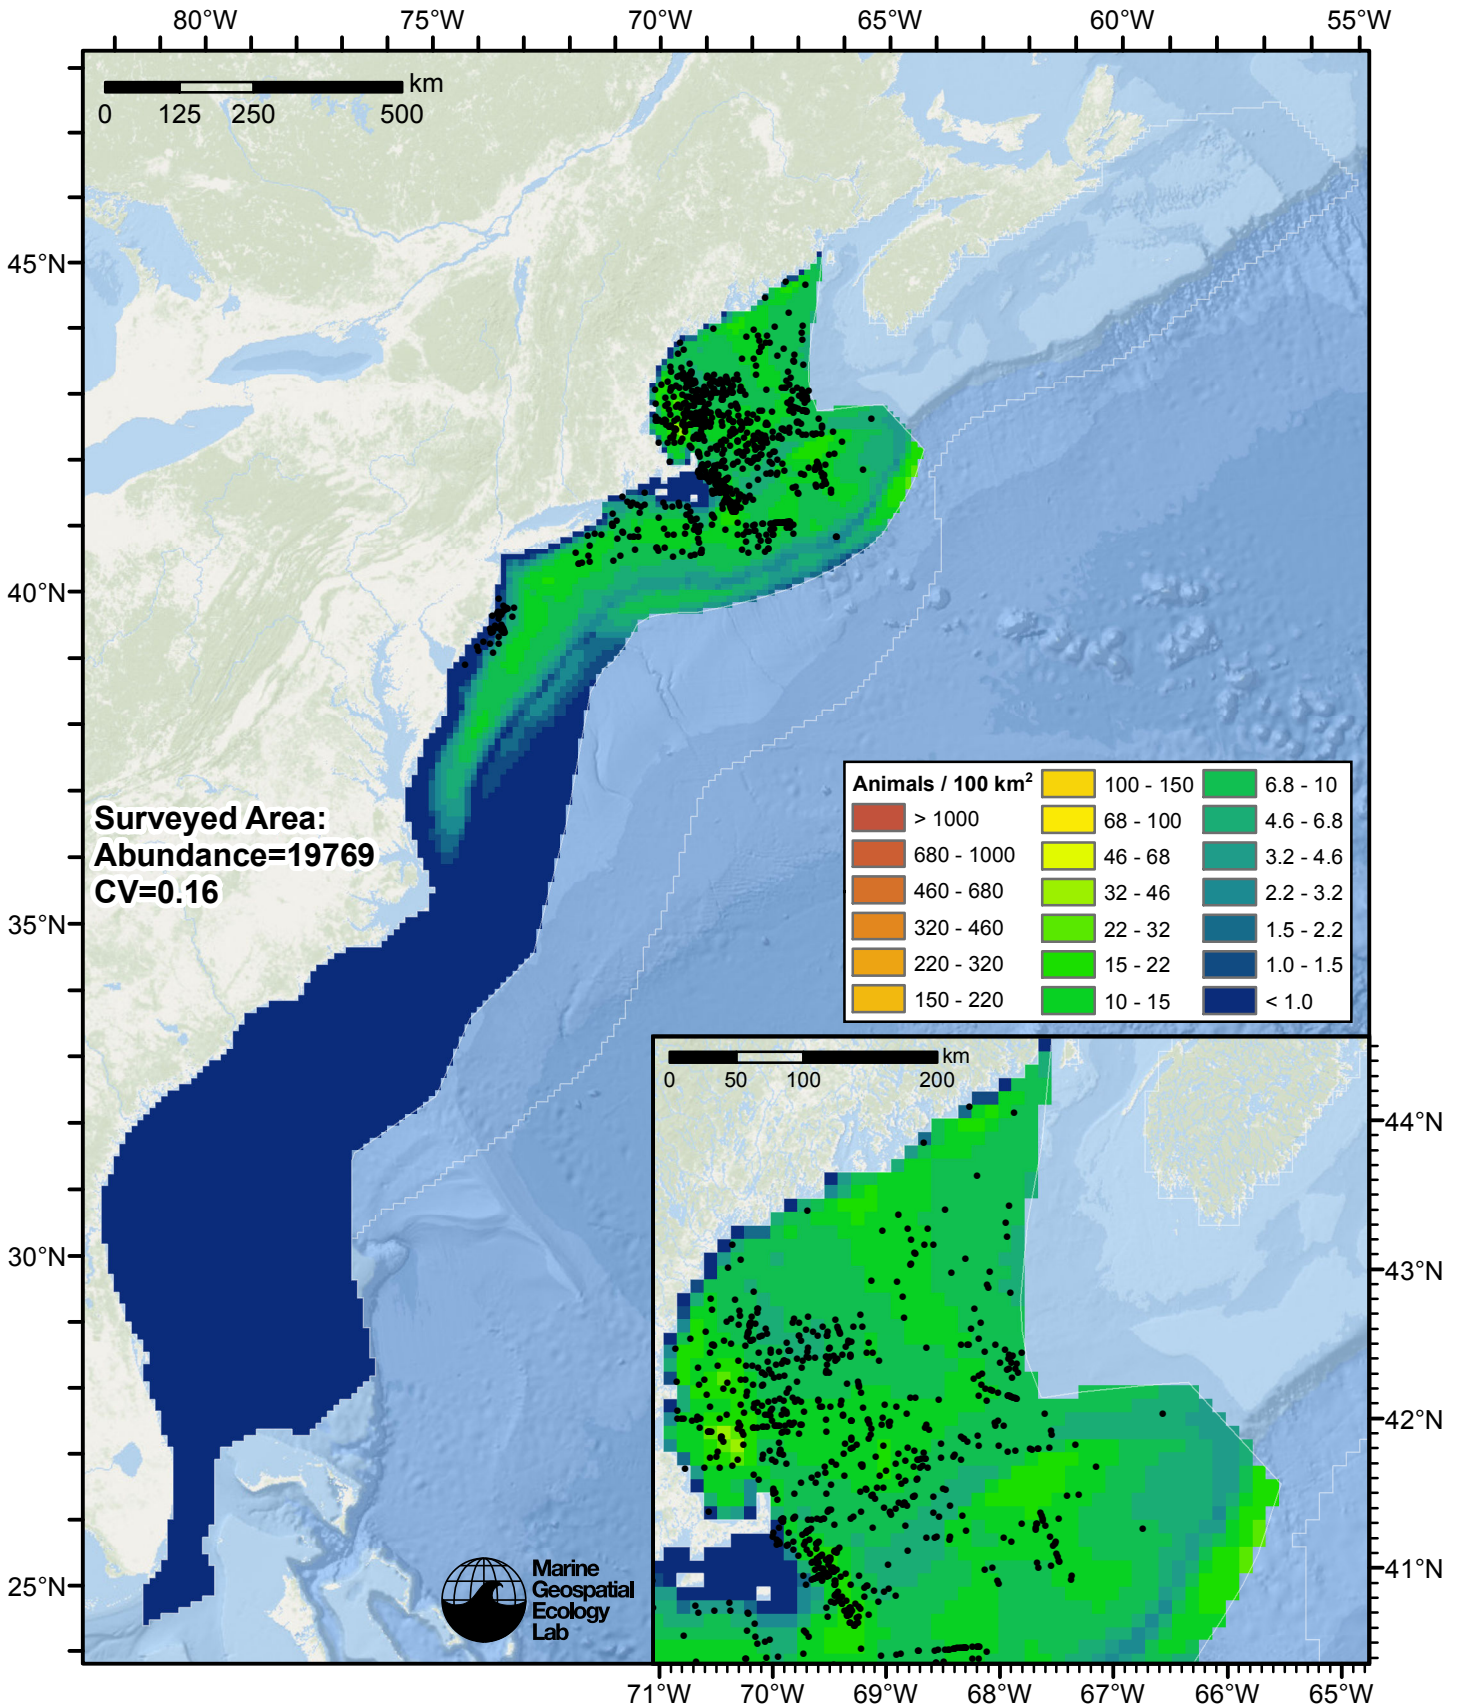 80°W 75°W 70°W 65°W 60°W 55°W
km
0 125 250 500
45°N
40°N
35°N
30°N
25°N
Surveyed Area:
Abundance=19769
CV=0.16
Animals / 100 km²
> 1000
680 - 1000
460 - 680
320 - 460
220 - 320
150 - 220
100 - 150
68 - 100
46 - 68
32 - 46
22 - 32
15 - 22
10 - 15
6.8 - 10
4.6 - 6.8
3.2 - 4.6
2.2 - 3.2
1.5 - 2.2
1.0 - 1.5
< 1.0
km
0 50 100 200
44°N
43°N
42°N
41°N
Marine
Geospatial
Ecology
Lab
71°W 70°W 69°W 68°W 67°W 66°W 65°W